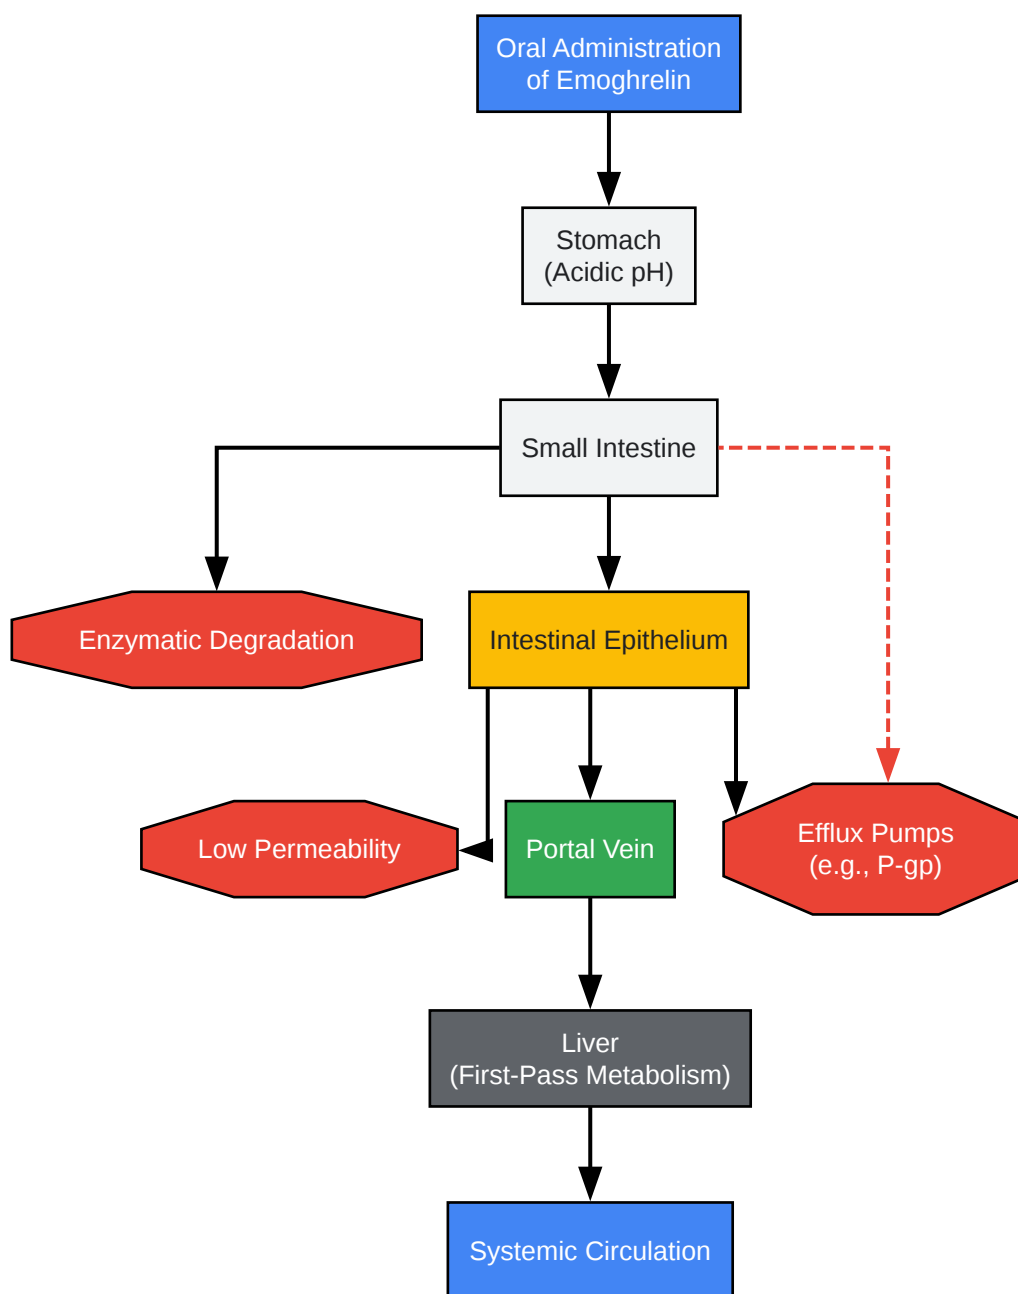 Oral Administration
of Emoghrelin
Stomach
(Acidic pH)
Small Intestine
Enzymatic Degradation
Intestinal Epithelium
Low Permeability
Portal Vein
Efflux Pumps
(e.g., P-gp)
Liver
(First-Pass Metabolism)
Systemic Circulation